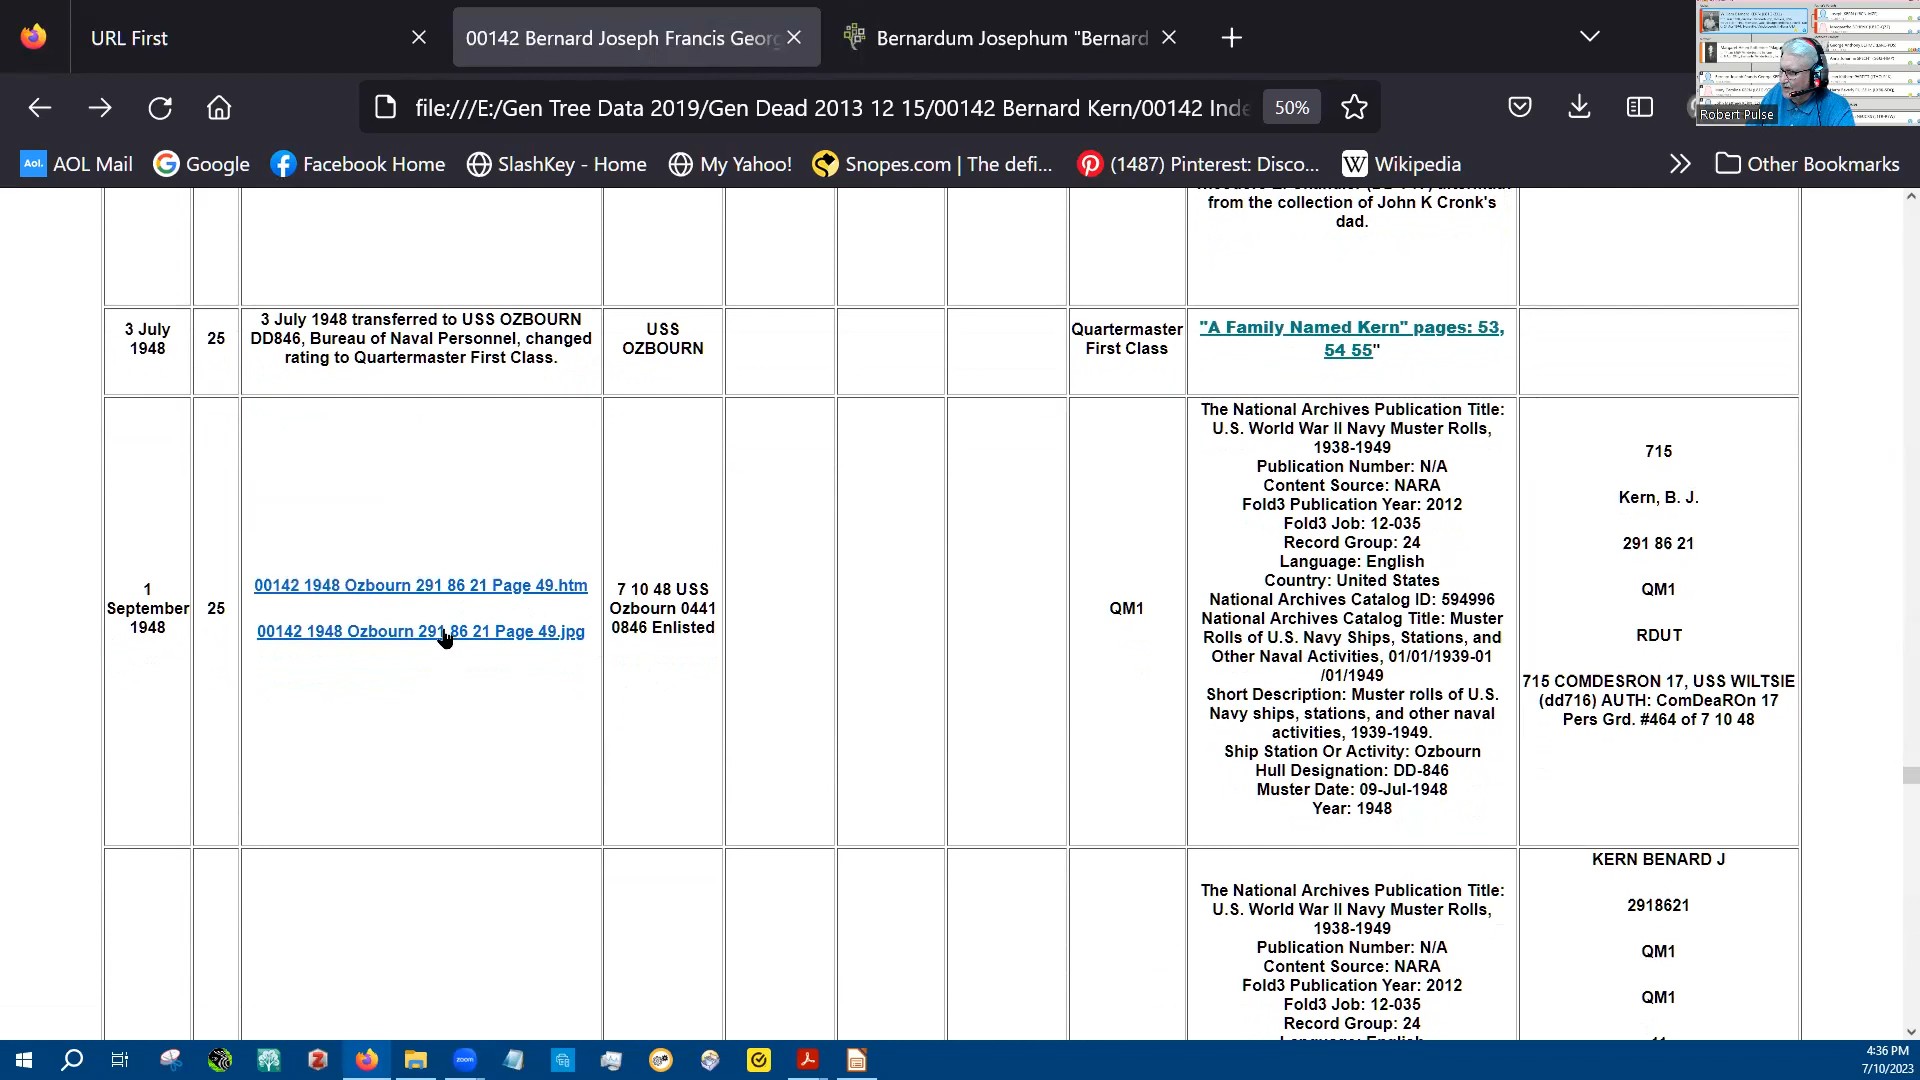 URL First
00142 Bernard Joseph Francis Georg
Bernardum Josephum "Bernard
file:///E:/Gen Tree Data 2019/Gen Dead 2013 12 15/00142 Bernard Kern/00142 Inde
50%
Robert Pulse
Aol.
AOL Mail
Google
Facebook Home
SlashKey - Home
My Yahoo!
Snopes.com | The defi...
(1487) Pinterest: Disco...
W
Wikipedia
Other Bookmarks
from the collection of John K Cronk's
dad.
3 July
1948
25
3 July 1948 transferred to USS OZBOURN
DD846, Bureau of Naval Personnel, changed
rating to Quartermaster First Class.
USS
OZBOURN
Quartermaster
First Class
"A Family Named Kern" pages: 53,
54 55"
1
September
1948
25
00142 1948 Ozbourn 291 86 21 Page 49.htm
00142 1948 Ozbourn 291 86 21 Page 49.jpg
7 10 48 USS
Ozbourn 0441
0846 Enlisted
QM1
The National Archives Publication Title:
U.S. World War II Navy Muster Rolls,
1938-1949
Publication Number: N/A
Content Source: NARA
Fold3 Publication Year: 2012
Fold3 Job: 12-035
Record Group: 24
Language: English
Country: United States
National Archives Catalog ID: 594996
National Archives Catalog Title: Muster
Rolls of U.S. Navy Ships, Stations, and
Other Naval Activities, 01/01/1939-01
/01/1949
Short Description: Muster rolls of U.S.
Navy ships, stations, and other naval
activities, 1939-1949.
Ship Station Or Activity: Ozbourn
Hull Designation: DD-846
Muster Date: 09-Jul-1948
Year: 1948
715
Kern, B. J.
291 86 21
QM1
RDUT
715 COMDESRON 17, USS WILTSIE
(dd716) AUTH: ComDeaROn 17
Pers Grd. #464 of 7 10 48
The National Archives Publication Title:
U.S. World War II Navy Muster Rolls,
1938-1949
Publication Number: N/A
Content Source: NARA
Fold3 Publication Year: 2012
Fold3 Job: 12-035
Record Group: 24
KERN BENARD J
2918621
QM1
QM1
zoom
4:36 PM
7/10/2023